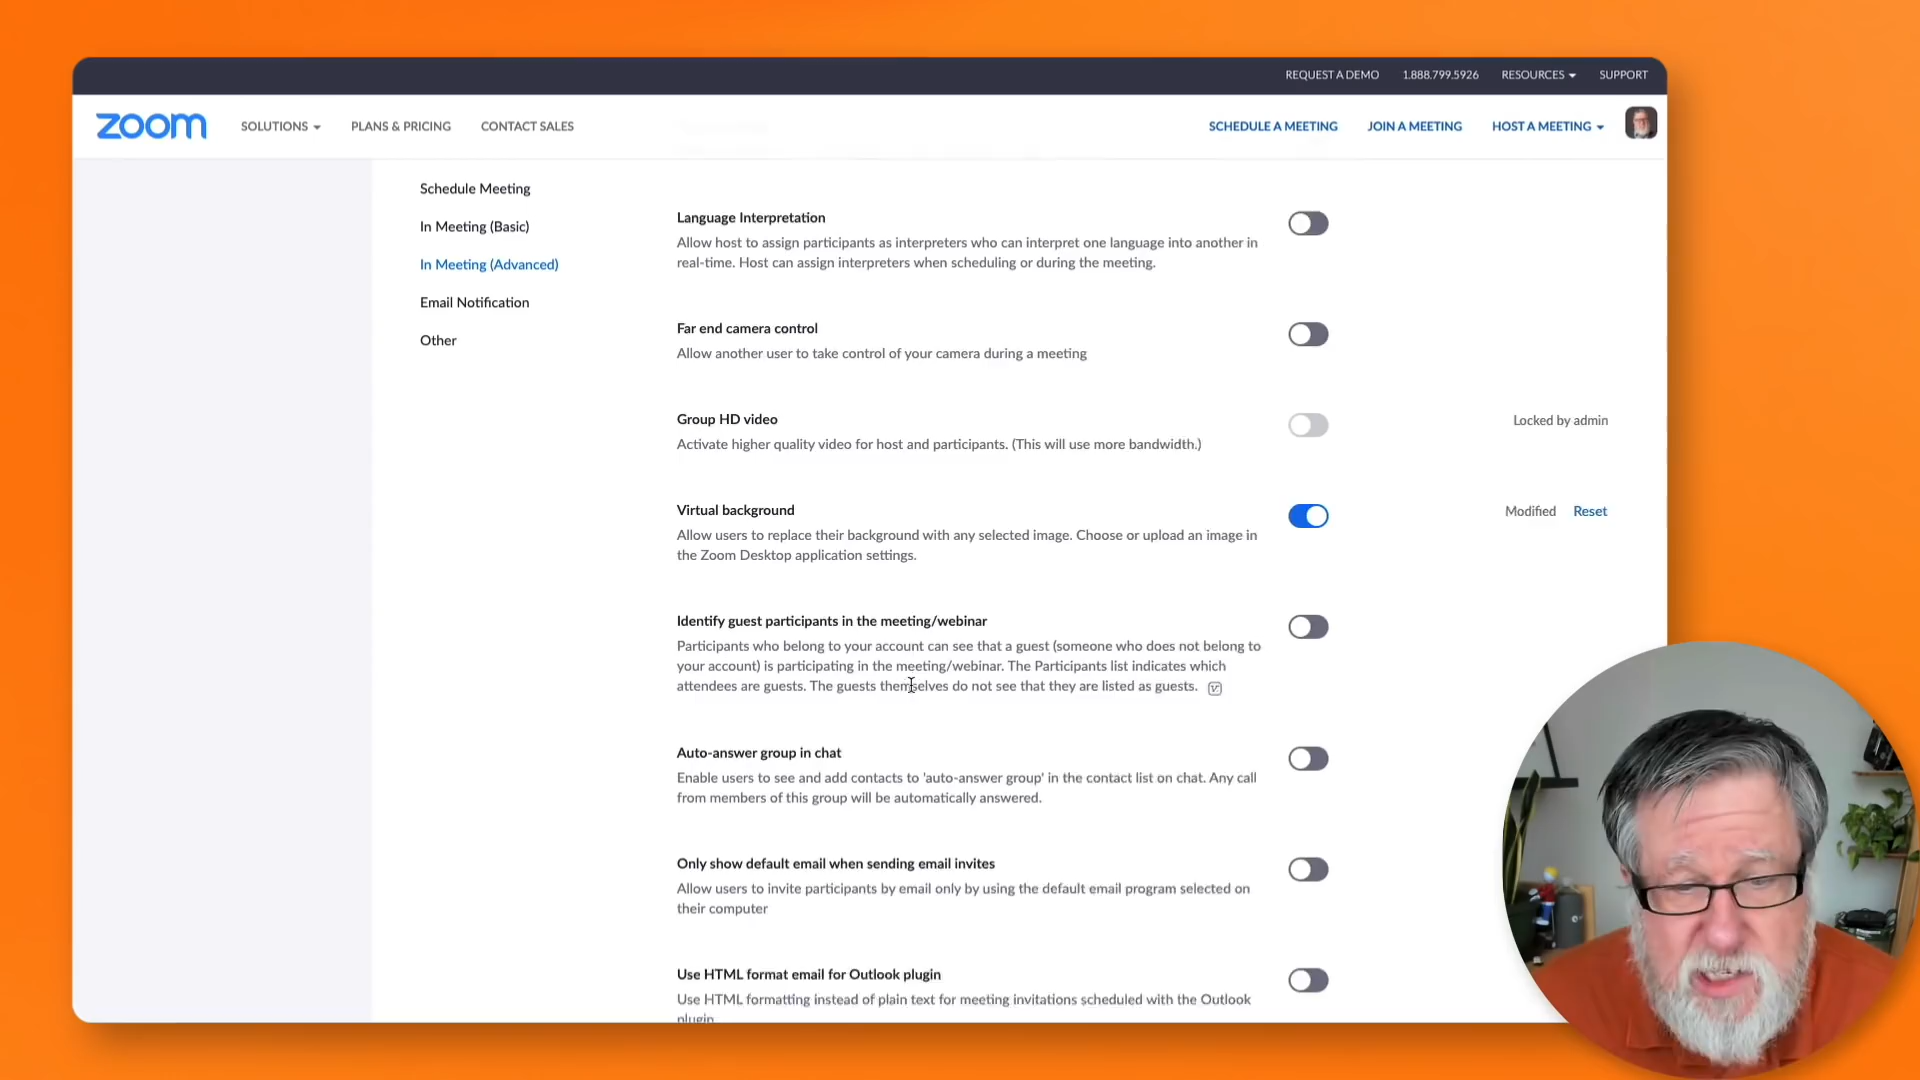 REQUEST A DEMO 1.888.799.5926 RESOURCES SUPPORT
zoom SOLUTIONS PLANS & PRICING CONTACT SALES SCHEDULE A MEETING JOIN A MEETING HOST A MEETING
Schedule Meeting
In Meeting (Basic)
In Meeting (Advanced)
Email Notification
Other
Language Interpretation
Allow host to assign participants as interpreters who can interpret one language into another in
real-time. Host can assign interpreters when scheduling or during the meeting.
Far end camera control
Allow another user to take control of your camera during a meeting
Group HD video
Locked by admin
Activate higher quality video for host and participants. (This will use more bandwidth.)
Virtual background
Modified Reset
Allow users to replace their background with any selected image. Choose or upload an image in
the Zoom Desktop application settings.
Identify guest participants in the meeting/webinar
Participants who belong to your account can see that a guest (someone who does not belong to
your account) is participating in the meeting/webinar. The Participants list indicates which
attendees are guests. The guests themselves do not see that they are listed as guests.
Auto-answer group in chat
Enable users to see and add contacts to 'auto-answer group' in the contact list on chat. Any call
from members of this group will be automatically answered.
Only show default email when sending email invites
Allow users to invite participants by email only by using the default email program selected on
their computer
Use HTML format email for Outlook plugin
Use HTML formatting instead of plain text for meeting invitations scheduled with the Outlook
plugin